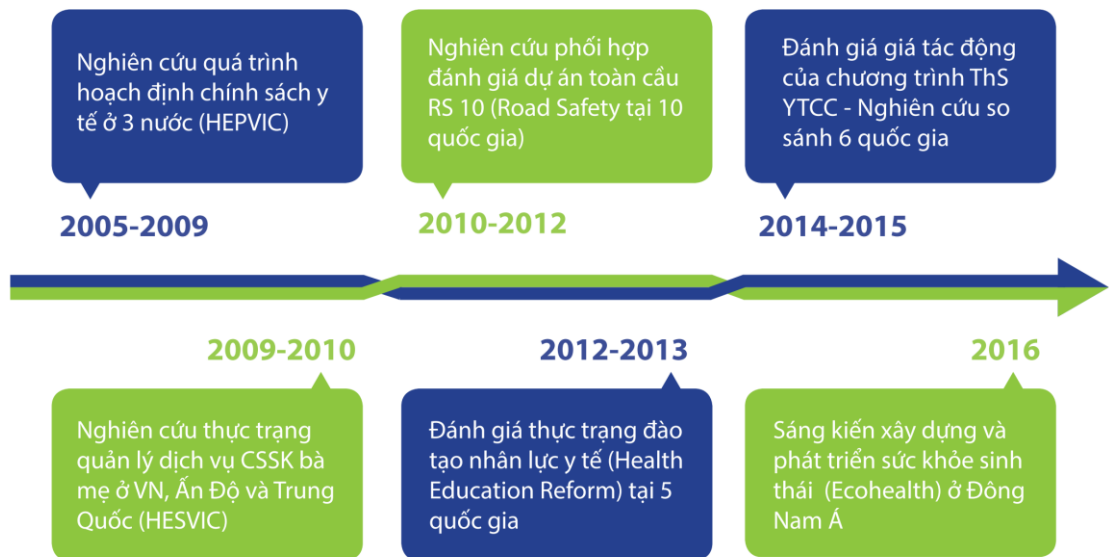 Nghiên cứu quá trình
hoạch định chính sách y
tế ở 3 nước (HEPVIC)
2005-2009
Nghiên cứu phối hợp
đánh giá dự án toàn cầu
RS 10 (Road Safety tại 10
quốc gia)
2010-2012
Đánh giá giá tác động
của chương trình ThS
YTCC - Nghiên cứu so
sánh 6 quốc gia
2014-2015
2009-2010
Nghiên cứu thực trạng
quản lý dịch vụ CSSK bà
mẹ ở VN, Ấn Độ và Trung
Quốc (HESVIC)
2012-2013
Đánh giá thực trạng đào
tạo nhân lực y tế (Health
Education Reform) tại 5
quốc gia
2016
Sáng kiến xây dựng và
phát triển sức khỏe sinh
thái (Ecohealth) ở Đông
Nam Á